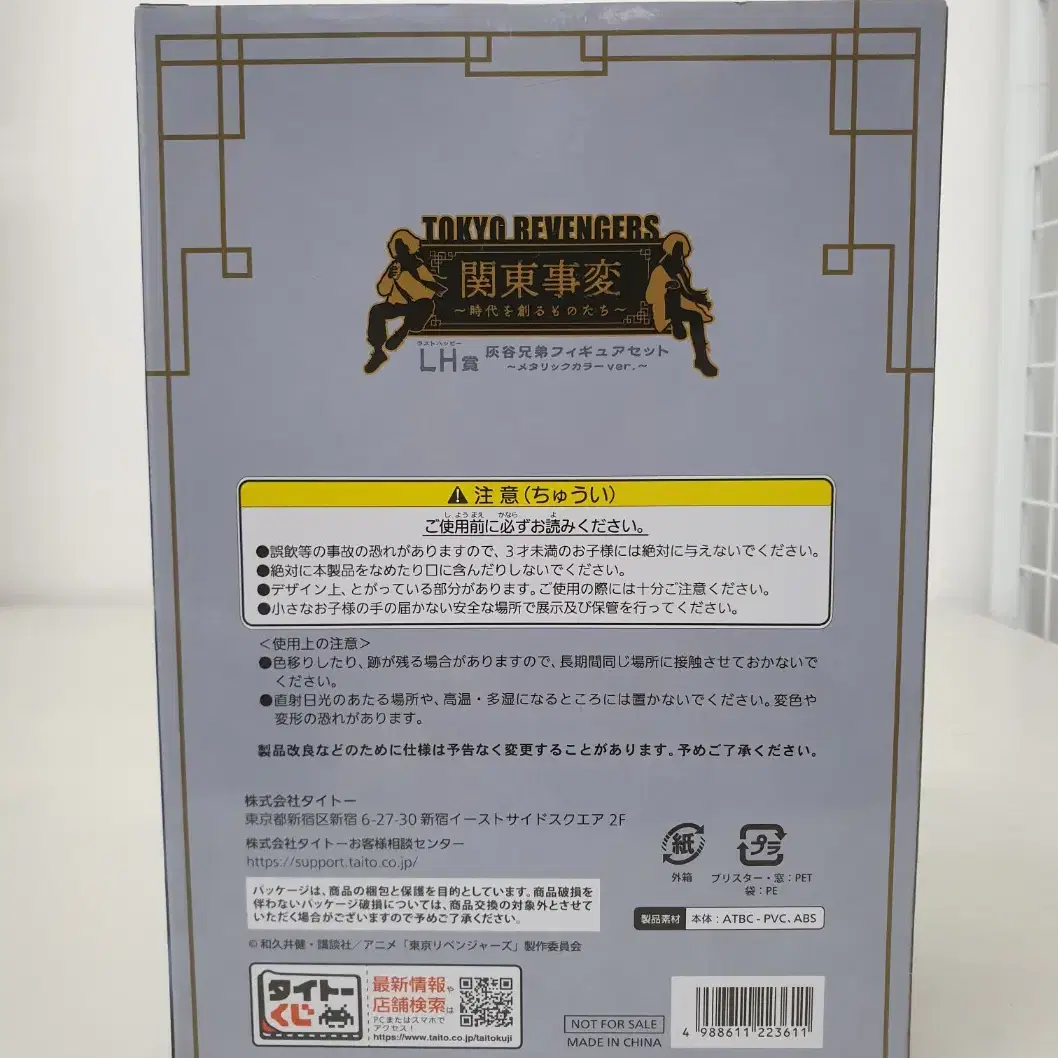 TOKYO REVENGERS
関東事変
～時代を創るものたち～
ラストハッピー
LH賞 灰谷兄弟フィギュアセット
～メタリックカラーver.～
注意(ちゅうい)
しようまえ かなら よ
ご使用前に必ずお読みください。
●誤飲等の事故の恐れがありますので、3才未満のお子様には絶対に与えないでください。
●絶対に本製品をなめたり口に含んだりしないでください。
●デザイン上、とがっている部分があります。ご使用の際には十分ご注意ください。
●小さなお子様の手の届かない安全な場所で展示及び保管を行ってください。
＜使用上の注意＞
●色移りしたり、跡が残る場合がありますので、長期間同じ場所に接触させておかないで
ください。
●直射日光のあたる場所や、高温・多湿になるところには置かないでください。変色や
変形の恐れがあります。
製品改良などのために仕様は予告なく変更することがあります。予めご了承ください。
株式会社タイトー
東京都新宿区新宿 6-27-30 新宿イーストサイドスクエア 2F
株式会社タイトーお客様相談センター
https://support.taito.co.jp/
紙
外箱
プラ
ブリスター・窓：PET
袋：PE
パッケージは、商品の梱包と保護を目的としています。商品破損を
伴わないパッケージ破損については、商品交換の対象外とさせて
いただく場合がございますので予めご了承ください。
製品素材 本体：ATBC-PVC、ABS
© 和久井健・講談社／アニメ「東京リベンジャーズ」製作委員会
タイトー
くじ
最新情報や
店舗検索は
PCまたはスマホで
アクセス！
https://www.taito.co.jp/taitokuji
NOT FOR SALE
MADE IN CHINA
4 988611 223611